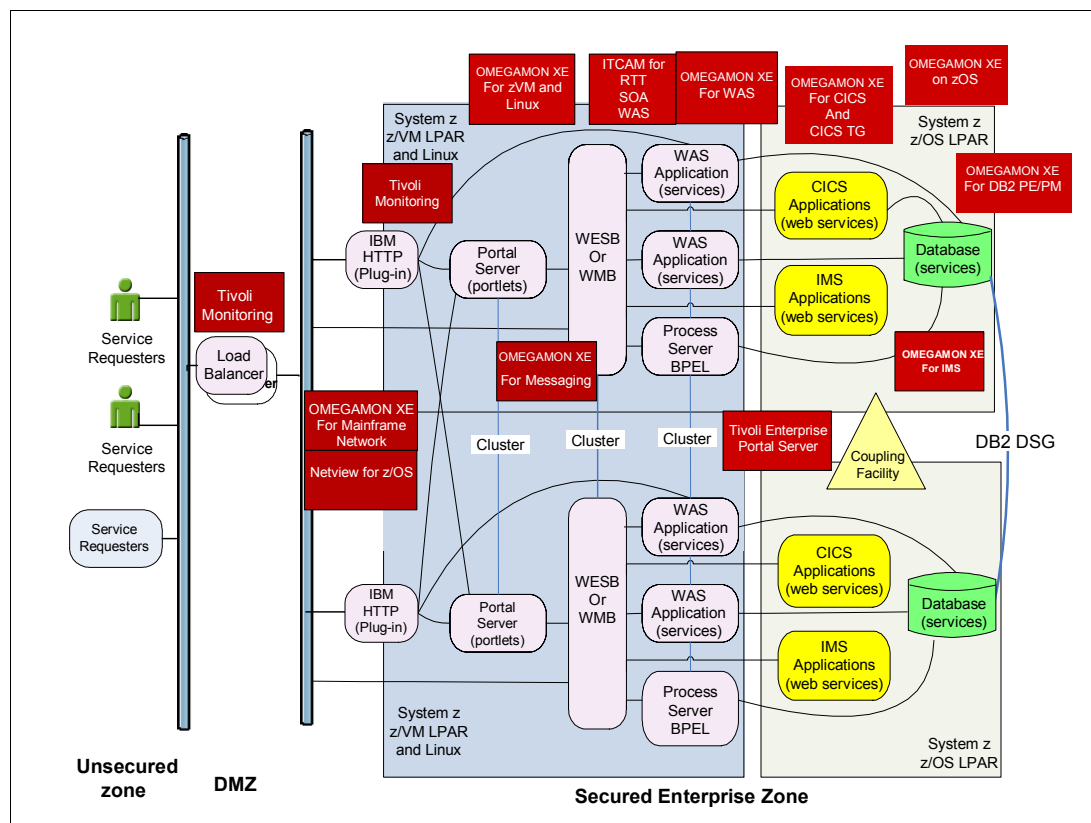 OMEGAMON XE
For zVM and
Linux
ITCAM for
RTT
SOA
WAS
OMEGAMON XE
For WAS
OMEGAMON XE
For CICS
And
CICS TG
OMEGAMON XE
on zOS
System z
z/VM LPAR
and Linux
System z
z/OS LPAR
Tivoli
Monitoring
WAS
Application
(services)
CICS
Applications
(web services)
OMEGAMON XE
For DB2 PE/PM
IBM
HTTP
(Plug-in)
Portal
Server
(portlets)
WESB
Or
WMB
WAS
Application
(services)
Database
(services)
IMS
Applications
(web services)
Tivoli
Monitoring
Service
Requesters
Load
Balancer
er
Process
Server
BPEL
OMEGAMON XE
For IMS
OMEGAMON XE
For Messaging
OMEGAMON XE
For Mainframe
Network
Netview for z/OS
Service
Requesters
Cluster
Cluster
Cluster
Tivoli Enterprise
Portal Server
Coupling
Facility
DB2 DSG
Service
Requesters
WAS
Application
(services)
CICS
Applications
(web services)
IBM
HTTP
(Plug-in)
Portal
Server
(portlets)
WESB
Or
WMB
WAS
Application
(services)
Database
(services)
IMS
Applications
(web services)
Process
Server
BPEL
System z
z/VM LPAR
and Linux
System z
z/OS LPAR
Unsecured
zone
DMZ
Secured Enterprise Zone